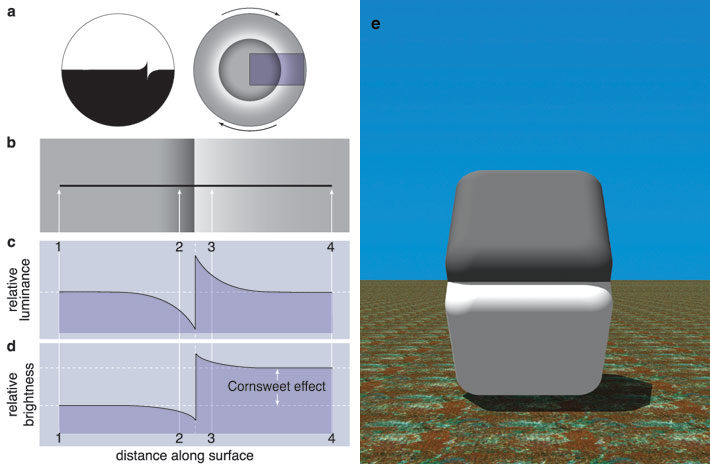 a
b
1 2 3 4
c
relative
luminance
d
relative
brightness
Cornsweet effect
1 2 3 4
distance along surface
e